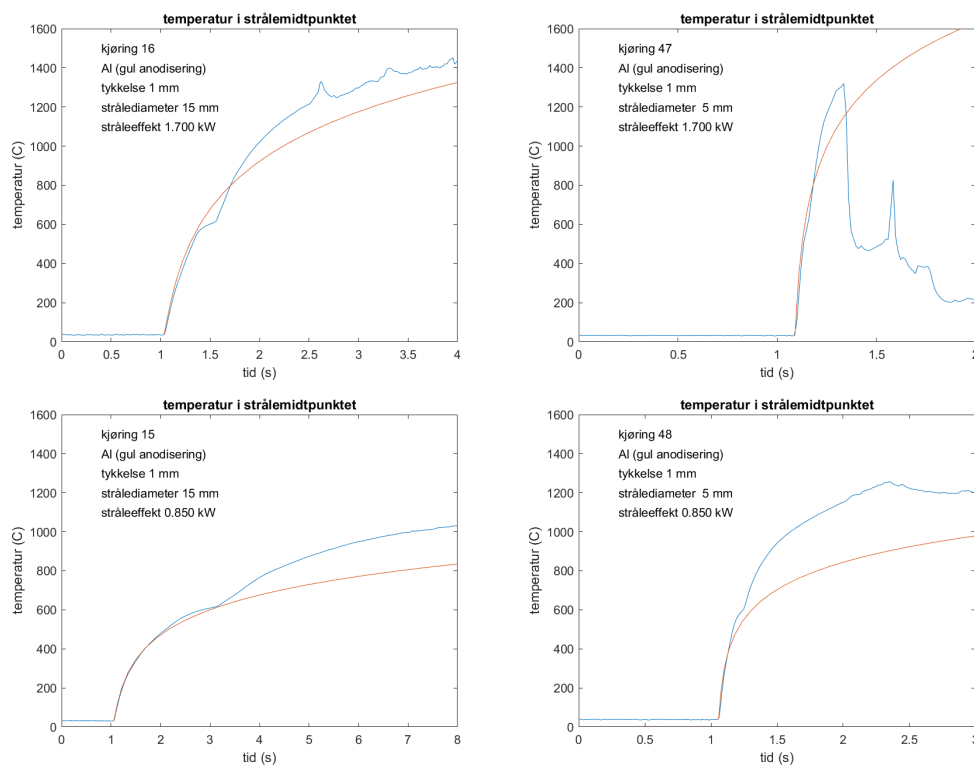 temperatur i strålemidtpunktet
1600
1400
1200
1000
800
600
400
200
0
temperatur (C)
kjøring 16
Al (gul anodisering)
tykkelse 1 mm
strålediameter 15 mm
stråleeffekt 1.700 kW
0 0.5 1 1.5 2 2.5 3 3.5 4
tid (s)
temperatur i strålemidtpunktet
1600
1400
1200
1000
800
600
400
200
0
temperatur (C)
kjøring 47
Al (gul anodisering)
tykkelse 1 mm
strålediameter 5 mm
stråleeffekt 1.700 kW
0 0.5 1 1.5 2
tid (s)
temperatur i strålemidtpunktet
1600
1400
1200
1000
800
600
400
200
0
temperatur (C)
kjøring 15
Al (gul anodisering)
tykkelse 1 mm
strålediameter 15 mm
stråleeffekt 0.850 kW
0 1 2 3 4 5 6 7 8
tid (s)
temperatur i strålemidtpunktet
1600
1400
1200
1000
800
600
400
200
0
temperatur (C)
kjøring 48
Al (gul anodisering)
tykkelse 1 mm
strålediameter 5 mm
stråleeffekt 0.850 kW
0 0.5 1 1.5 2 2.5 3
tid (s)